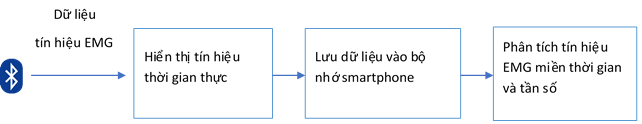 Dữ liệu
tín hiệu EMG
Hiển thị tín hiệu
thời gian thực
Lưu dữ liệu vào bộ
nhớ smartphone
Phân tích tín hiệu
EMG miền thời gian
và tần số